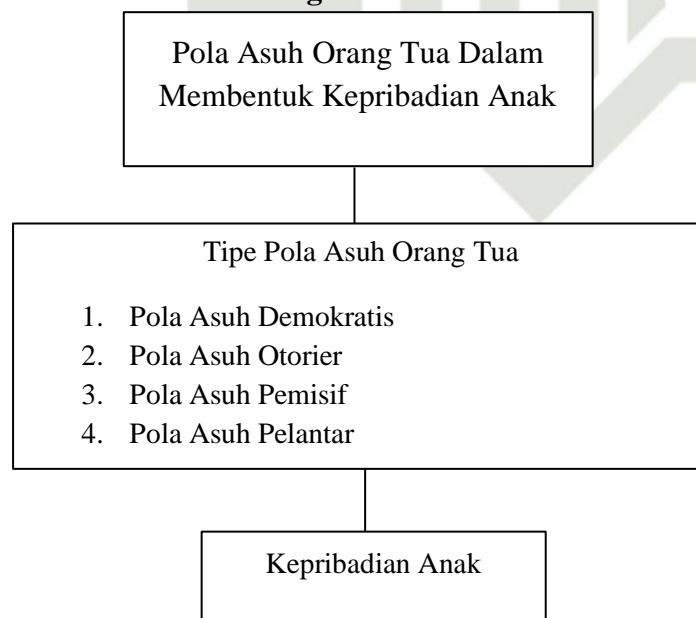 Pola Asuh Orang Tua Dalam
Membentuk Kepribadian Anak
Tipe Pola Asuh Orang Tua
1. Pola Asuh Demokratis
2. Pola Asuh Otorier
3. Pola Asuh Pemisif
4. Pola Asuh Pelantar
Kepribadian Anak